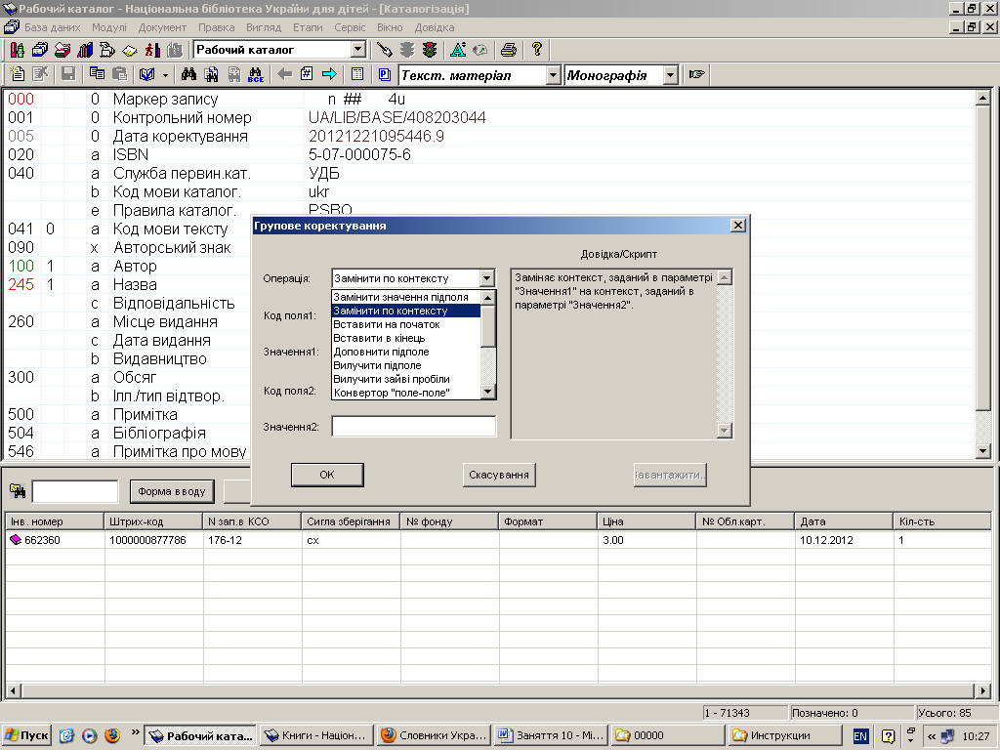 Рабочий каталог - Національна бібліотека України для дітей - [Каталогізація]
База даних Модулі Документ Правка Вигляд Етапи Сервіс Вікно Довідка
Рабочий каталог
ВСЕ Текст. матеріал Монографія
000 0 Маркер запису n ## 4u
001 0 Контрольний номер UA/LIB/BASE/408203044
005 0 Дата коректування 20121221095446.9
020 a ISBN 5-07-000075-6
040 a Служба первин.кат. УДБ
b Код мови каталог. ukr
e Правила каталог. PSBO
041 0 a Код мови тексту
090 x Авторський знак
100 1 a Автор
245 1 a Назва
c Відповідальність
260 a Місце видання
c Дата видання
b Видавництво
300 a Обсяг
b Ілл./тип відтвор.
500 a Примітка
504 a Бібліографія
546 a Примітка про мову
Групове коректування
Довідка/Скрипт
Операція: Замінити по контексту
Замінити значення підполя
Замінити по контексту
Вставити на початок
Вставити в кінець
Доповнити підполе
Вилучити підполе
Вилучити зайві пробіли
Конвертор "поле-поле"
Код поля1:
Значення1:
Код поля2:
Значення2:
Заміняє контекст, заданий в параметрі
"Значення1" на контекст, заданий в
параметрі "Значення2".
OK Скасування Завантажити..
Форма вводу
Інв. номер Штрих-код N зап.в КСО Сигла зберігання № фонду Формат Ціна № Обл.карт. Дата Кіл-сть
662360 1000000877786 176-12 сх 3.00 10.12.2012 1
1 - 71343 Позначено: 0 Усього: 85
Пуск » Рабочий ката... Книги - Націон... Словники Укра... Заняття 10 - Мі... 00000 Инструкции EN « 10:27